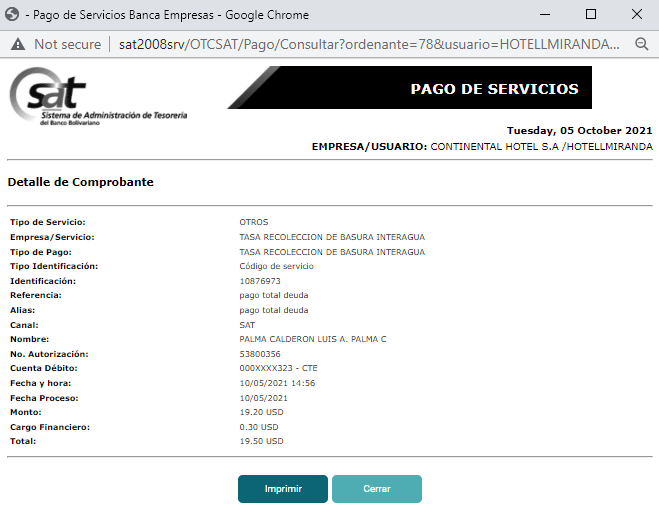 - Pago de Servicios Banca Empresas - Google Chrome
Not secure | sat2008srv/OTCSAT/Pago/Consultar?ordenante=78&usuario=HOTELLMIRANDA...
sat
Sistema de Administración de Tesorería
del Banco Bolivariano
PAGO DE SERVICIOS
Tuesday, 05 October 2021
EMPRESA/USUARIO: CONTINENTAL HOTEL S.A /HOTELLMIRANDA
Detalle de Comprobante
Tipo de Servicio: OTROS
Empresa/Servicio: TASA RECOLECCION DE BASURA INTERAGUA
Tipo de Pago: TASA RECOLECCION DE BASURA INTERAGUA
Tipo Identificación: Código de servicio
Identificación: 10876973
Referencia: pago total deuda
Alias: pago total deuda
Canal: SAT
Nombre: PALMA CALDERON LUIS A. PALMA C
No. Autorización: 53800356
Cuenta Débito: 000XXXX323 - CTE
Fecha y hora: 10/05/2021 14:56
Fecha Proceso: 10/05/2021
Monto: 19.20 USD
Cargo Financiero: 0.30 USD
Total: 19.50 USD
Imprimir Cerrar